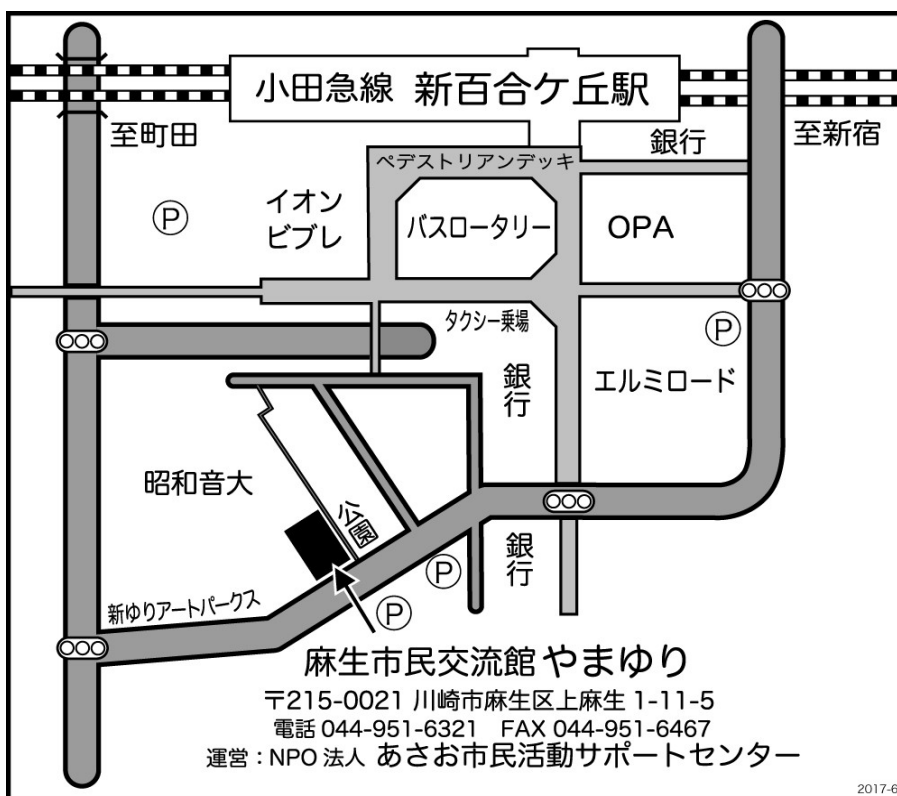 小田急線 新百合ケ丘駅
至町田
銀行
至新宿
ペデストリアンデッキ
Ⓟ
イオン
ビブレ
バスロータリー
OPA
タクシー乗場
Ⓟ
銀行
エルミロード
昭和音大
公園
銀行
Ⓟ
新ゆりアートパークス
Ⓟ
麻生市民交流館 やまゆり
〒215-0021 川崎市麻生区上麻生 1-11-5
電話 044-951-6321 FAX 044-951-6467
運営：NPO 法人 あさお市民活動サポートセンター
2017-6